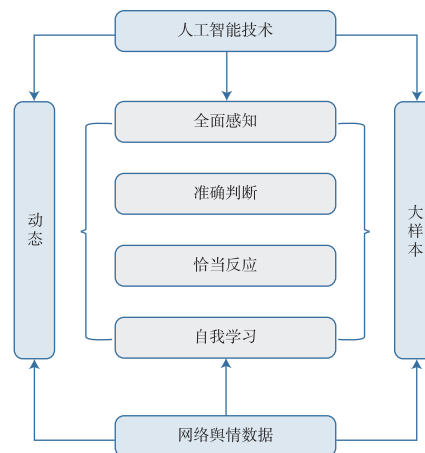 人工智能技术
全面感知
准确判断
动态
大样本
恰当反应
自我学习
网络舆情数据